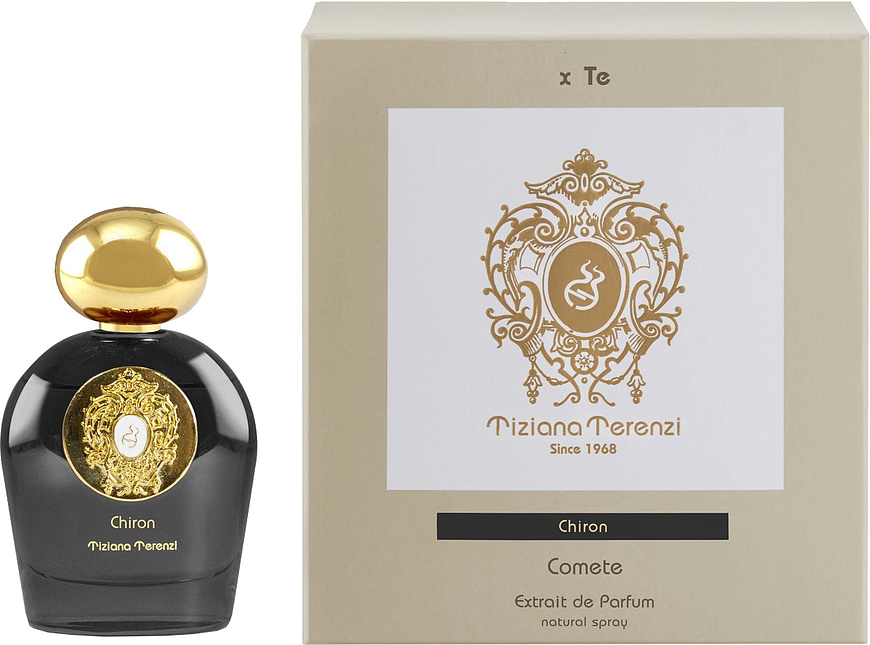 x Te
Tiziana Terenzi
Since 1968
Chiron
Comete
Extrait de Parfum
natural spray
Chiron
Tiziana Terenzi